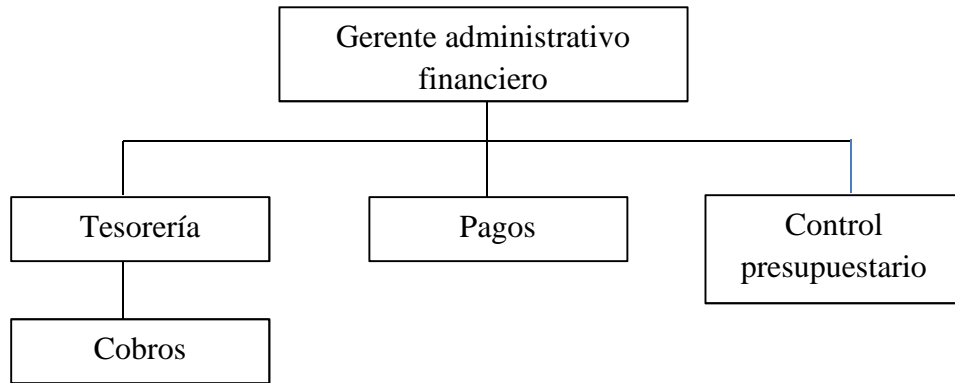 Gerente administrativo
financiero
Tesorería
Pagos
Control
presupuestario
Cobros